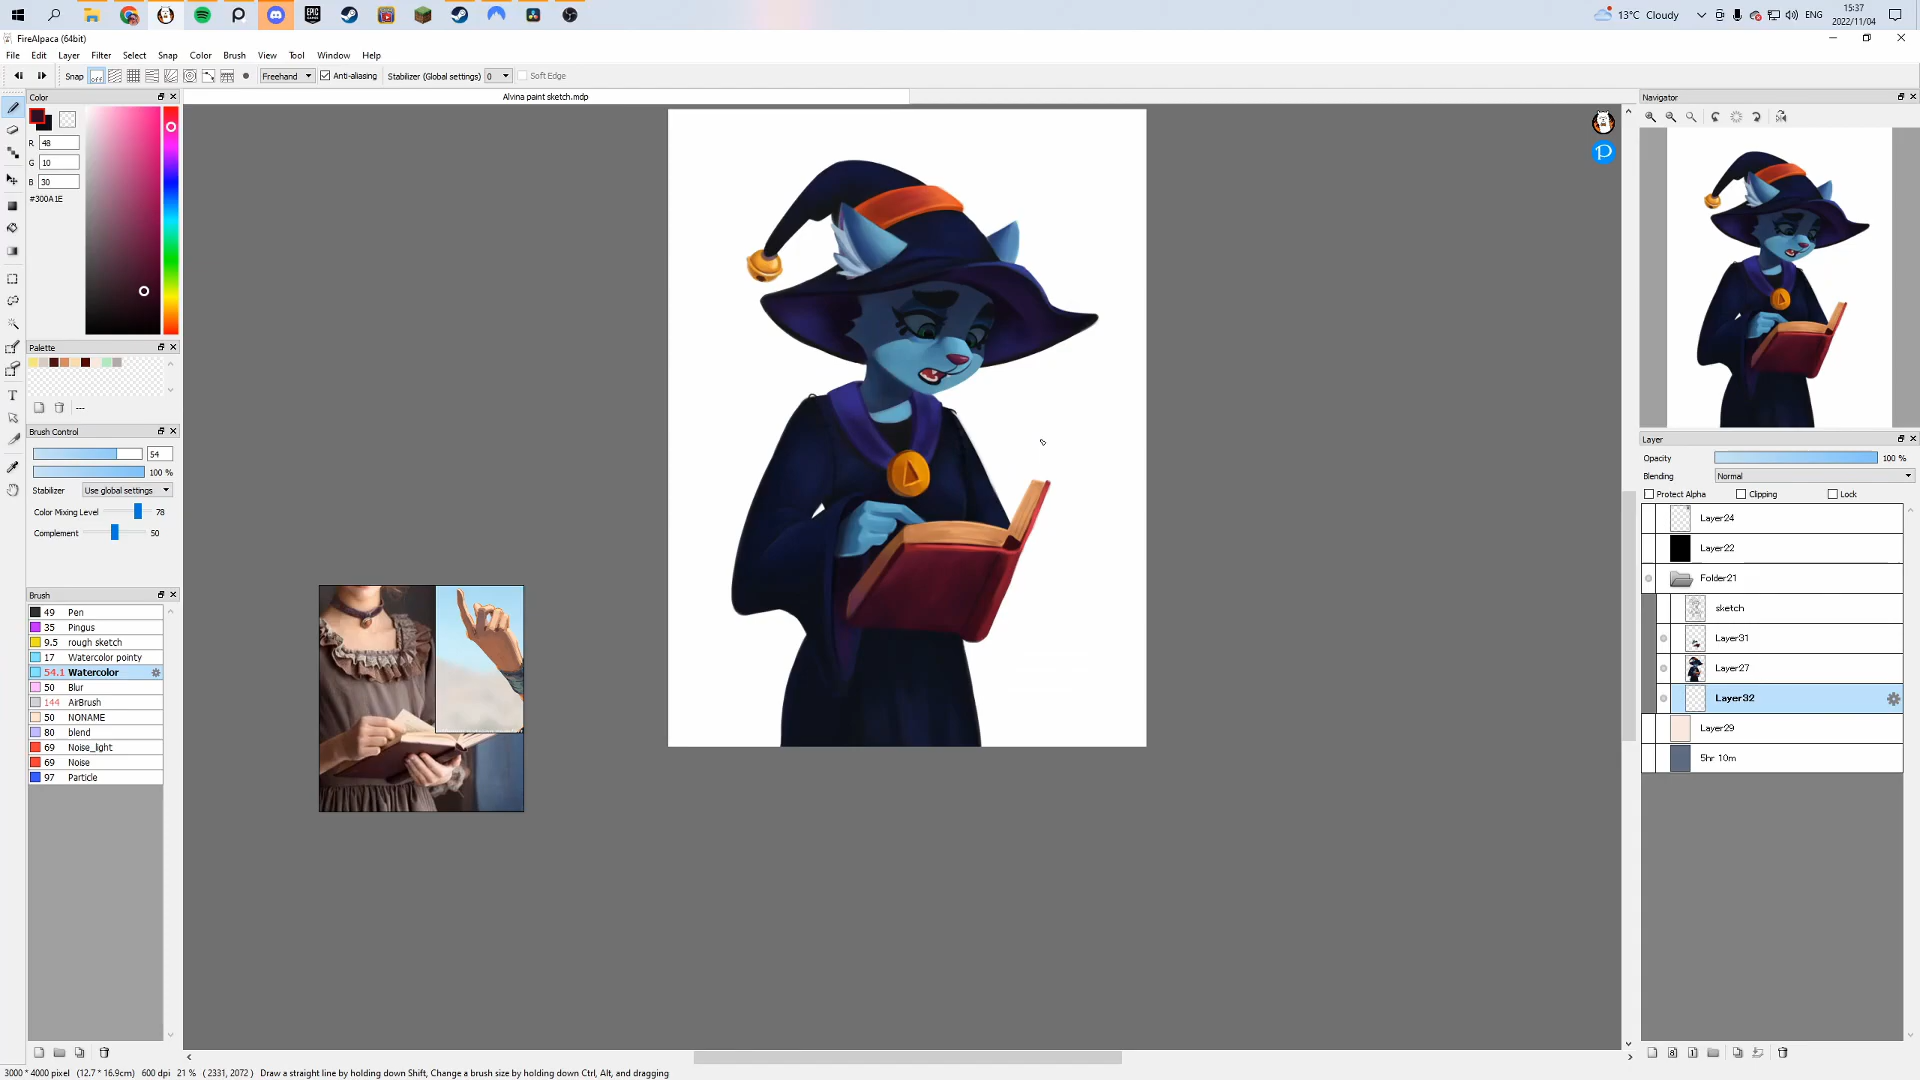 EPIC GAMES
13°C Cloudy
ENG
15:37
2022/11/04
FireAlpaca (64bit)
File Edit Layer Filter Select Snap Color Brush View Tool Window Help
Snap off Freehand Anti-aliasing Stabilizer (Global settings) 0 Soft Edge
Color
Alvina paint sketch.mdp
Navigator
R 48
G 10
B 30
#300A1E
Palette
---
Brush Control
54
100 %
Stabilizer Use global settings
Color Mixing Level 78
Complement 50
Brush
49 Pen
35 Pingus
9.5 rough sketch
17 Watercolor pointy
54.1 Watercolor
50 Blur
144 AirBrush
50 NONAME
80 blend
69 Noise_light
69 Noise
97 Particle
Layer
Opacity 100 %
Blending Normal
Protect Alpha Clipping Lock
Layer24
Layer22
Folder21
sketch
Layer31
Layer27
Layer32
Layer29
5hr 10m
3000 * 4000 pixel (12.7 * 16.9cm) 600 dpi 21 % ( 2331, 2072 ) Draw a straight line by holding down Shift, Change a brush size by holding down Ctrl, Alt, and dragging